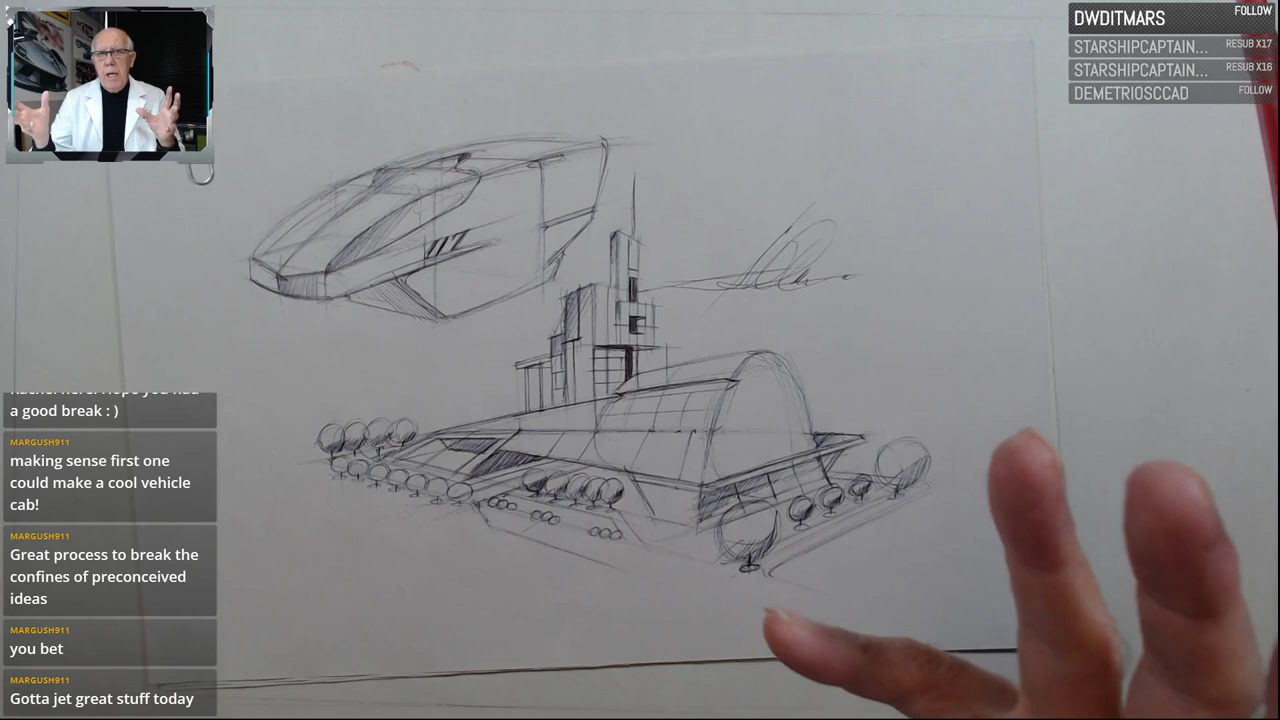 DWDITMARS FOLLOW
STARSHIPCAPTAIN... RESUB X17
STARSHIPCAPTAIN... RESUB X16
DEMETRIOSCCAD FOLLOW
a good break : )
MARGUSH911
making sense first one
could make a cool vehicle
cab!
MARGUSH911
Great process to break the
confines of preconceived
ideas
MARGUSH911
you bet
MARGUSH911
Gotta jet great stuff today